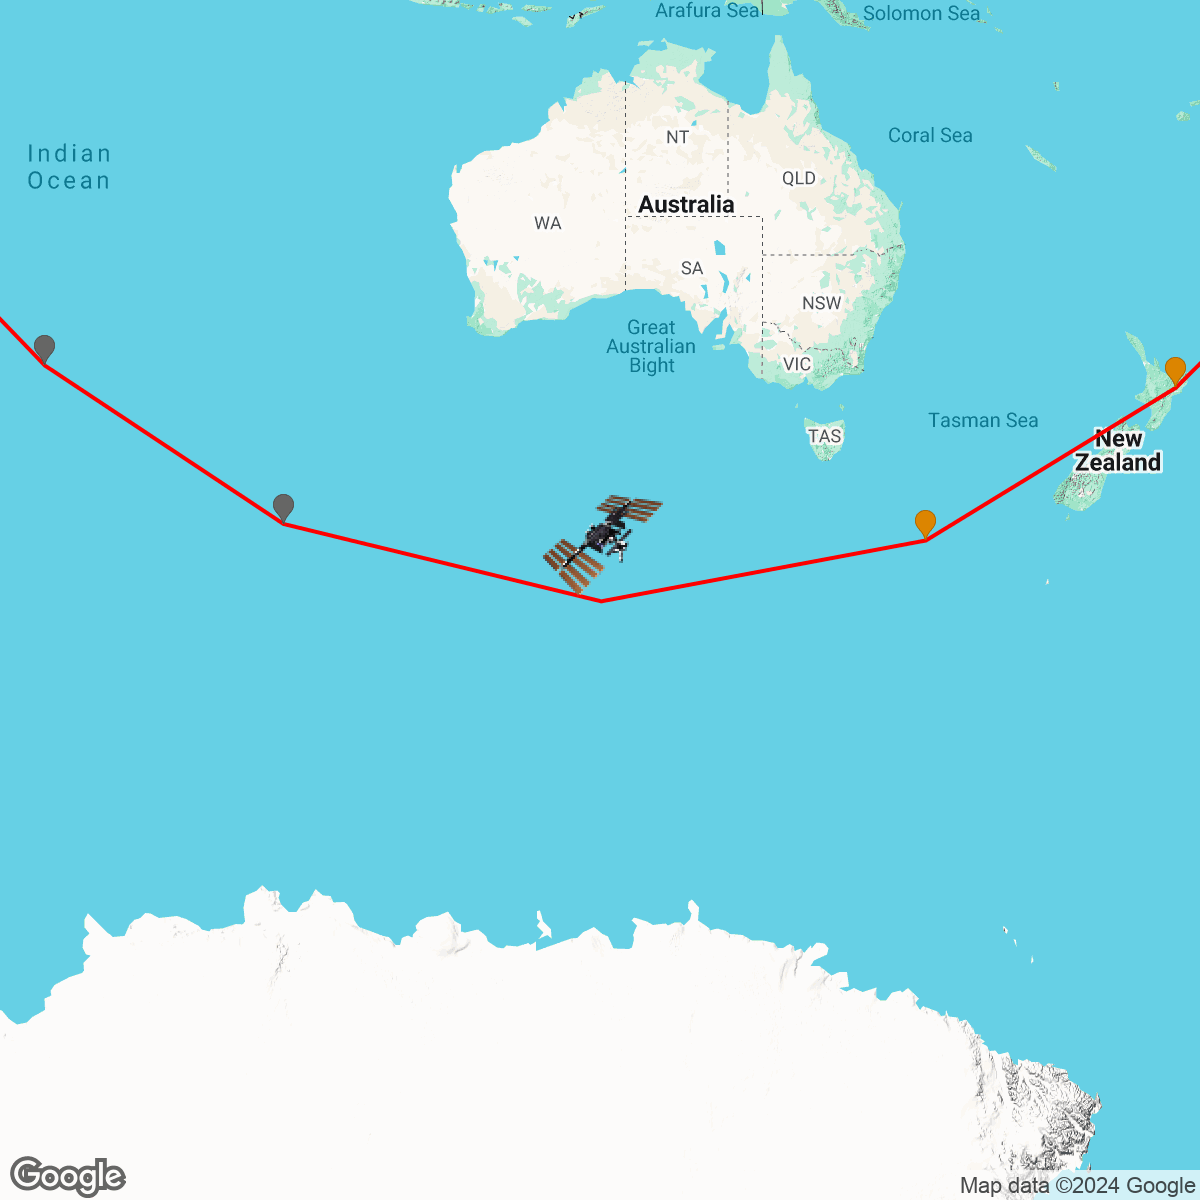 Arafura Sea
Solomon Sea
Indian
Ocean
Coral Sea
NT
QLD
Australia
WA
SA
NSW
Great
Australian
Bight
VIC
Tasman Sea
TAS
New
Zealand
Google
Map data ©2024 Google